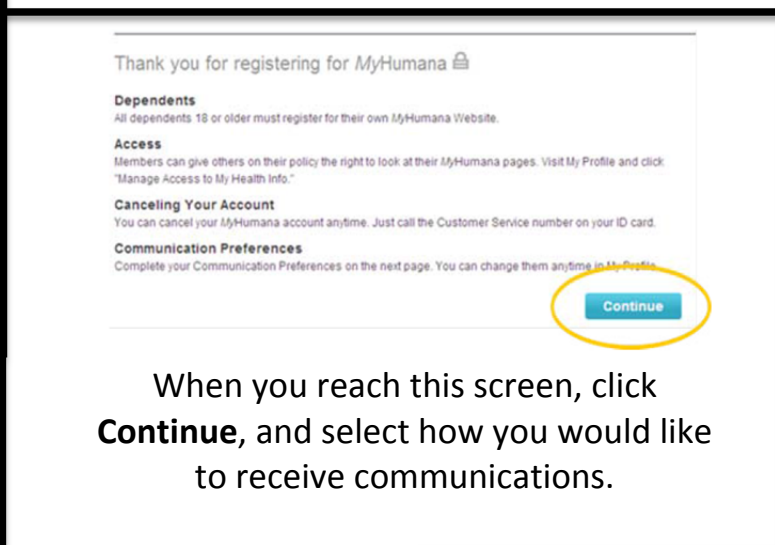 Thank you for registering for MyHumana
Dependents
All dependents 18 or older must register for their own MyHumana Website.
Access
Members can give others on their policy the right to look at their MyHumana pages. Visit My Profile and click
"Manage Access to My Health Info."
Canceling Your Account
You can cancel your MyHumana account anytime. Just call the Customer Service number on your ID card.
Communication Preferences
Complete your Communication Preferences on the next page. You can change them anytime in My Profile.
Continue
When you reach this screen, click
Continue, and select how you would like
to receive communications.